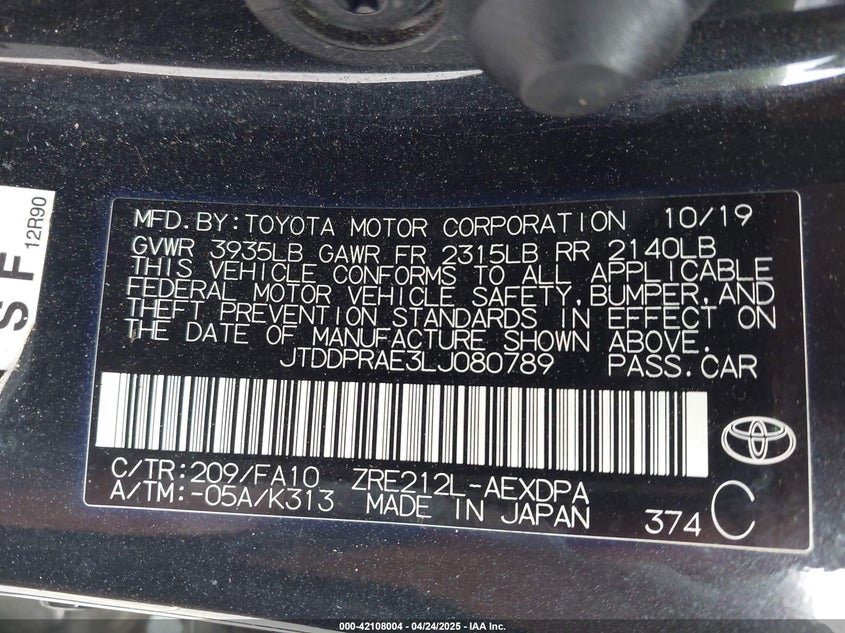 12R90
S F
MFD.BY:TOYOTA MOTOR CORPORATION 10/19
GVWR 3935LB GAWR FR 2315LB RR 2140LB
THIS VEHICLE CONFORMS TO ALL APPLICABLE
FEDERAL MOTOR VEHICLE SAFETY,BUMPER,AND
THEFT PREVENTION STANDARDS IN EFFECT ON
THE DATE OF MANUFACTURE SHOWN ABOVE.
JTDDPRAE3LJ080789 PASS.CAR
C/TR:209/FA10 ZRE212L-AEXDPA
A/TM:-05A/K313 MADE IN JAPAN 374 C
000-42108004 - 04/24/2025 - IAA Inc.